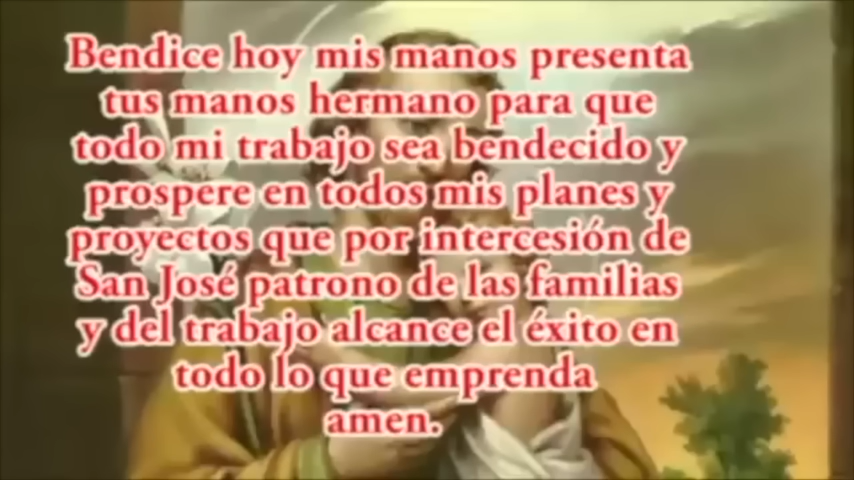 Bendice hoy mis manos presenta
tus manos hermano para que
todo mi trabajo sea bendecido y
prospere en todos mis planes y
proyectos que por intercesión de
San José patrono de las familias
y del trabajo alcance el éxito en
todo lo que emprenda
amen.